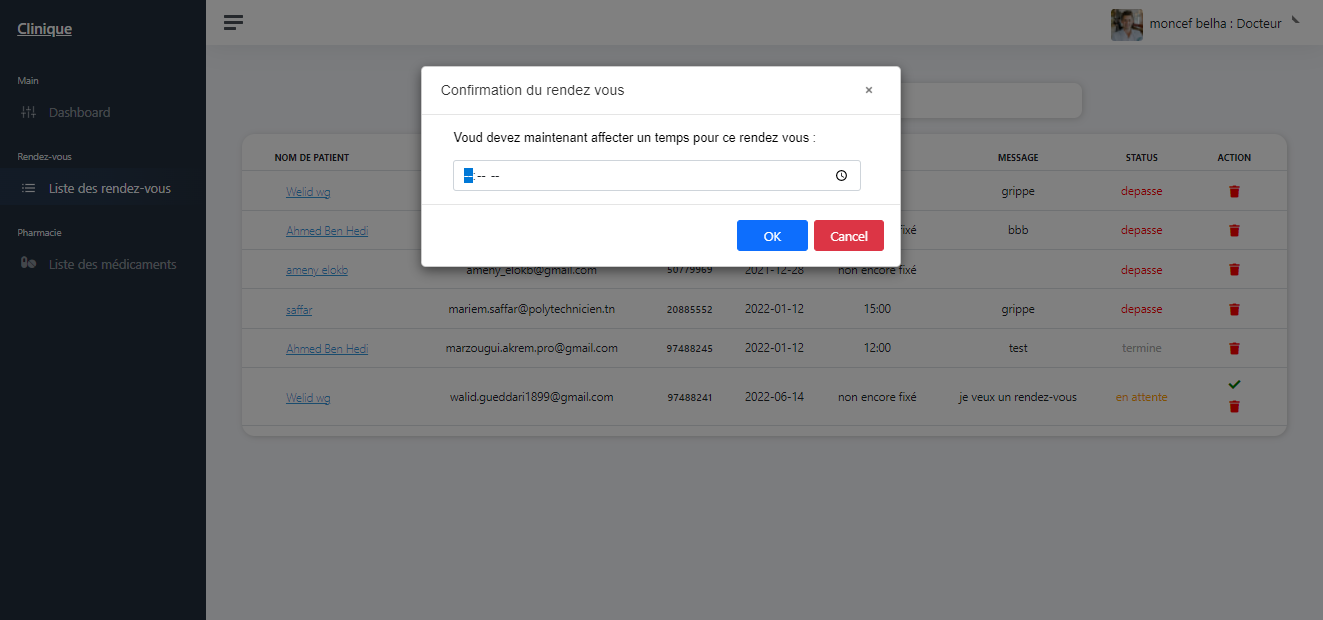 Clinique
moncef belha : Docteur
Main
Dashboard
Rendez-vous
Liste des rendez-vous
Pharmacie
Liste des médicaments
Confirmation du rendez vous ×
Voud devez maintenant affecter un temps pour ce rendez vous :
--:-- --
OK Cancel
NOM DE PATIENT MESSAGE STATUS ACTION
Welid wg grippe depasse
Ahmed Ben Hedi fixé bbb depasse
ameny elokb ameny_elokb@gmail.com 50779969 2021-12-28 non encore fixé depasse
saffar mariem.saffar@polytechnicien.tn 20885552 2022-01-12 15:00 grippe depasse
Ahmed Ben Hedi marzougui.akrem.pro@gmail.com 97488245 2022-01-12 12:00 test termine
Welid wg walid.gueddari1899@gmail.com 97488241 2022-06-14 non encore fixé je veux un rendez-vous en attente